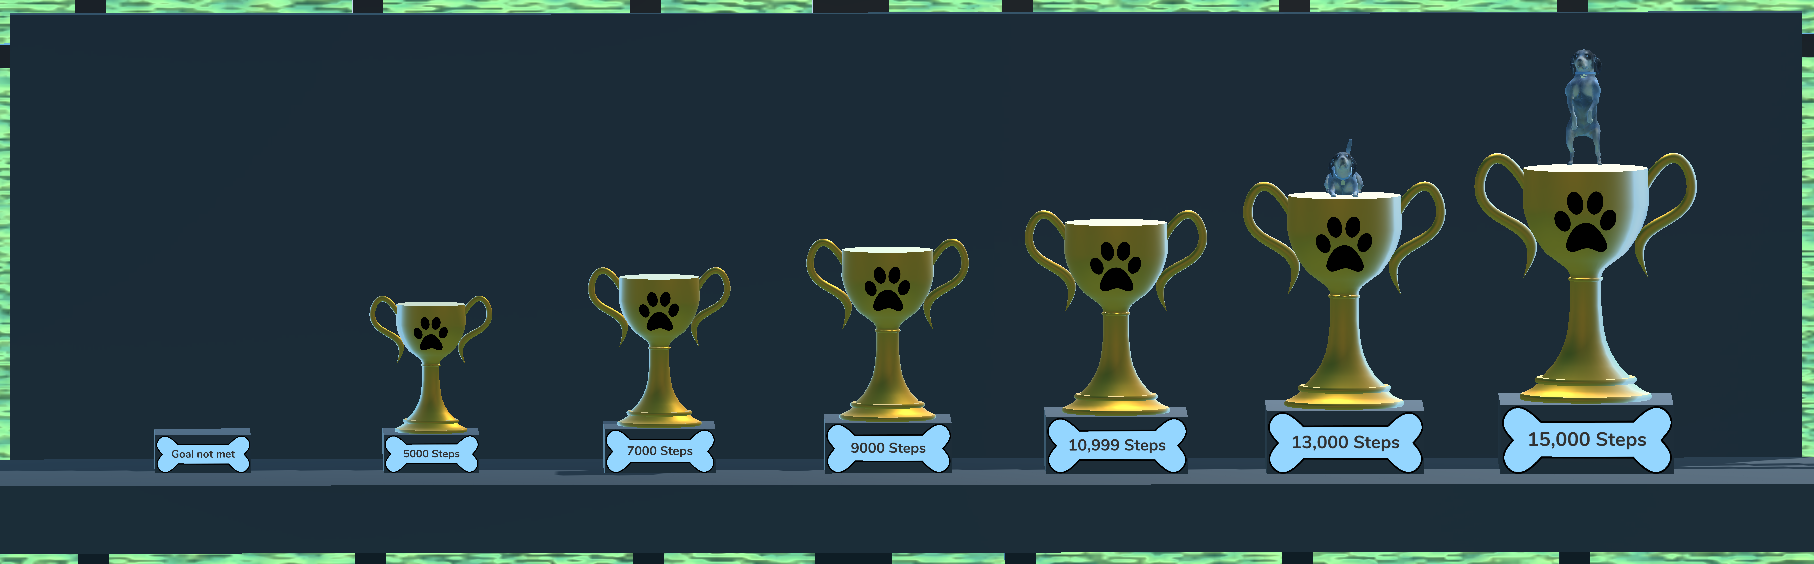 Goal not met
5000 Steps
7000 Steps
9000 Steps
10,999 Steps
13,000 Steps
15,000 Steps